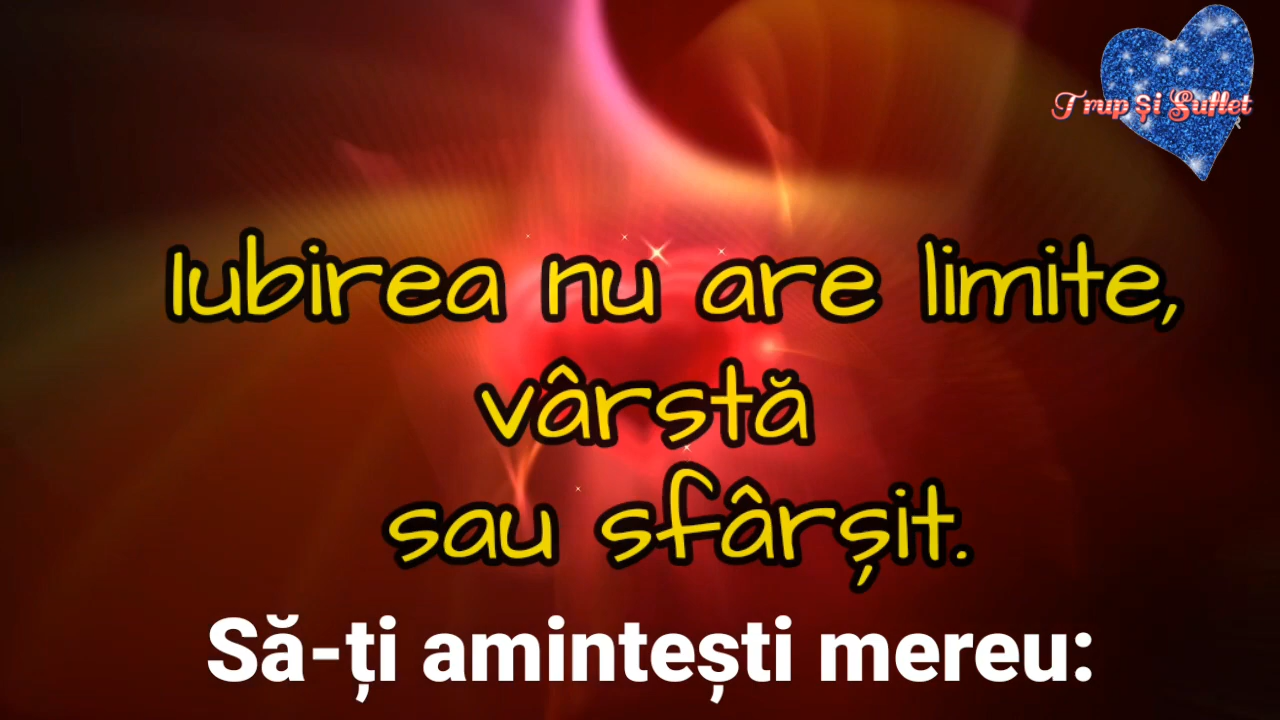 Trup și Suflet
Iubirea nu are limite,
vârstă
sau sfârșit.
Să-ți amintești mereu: